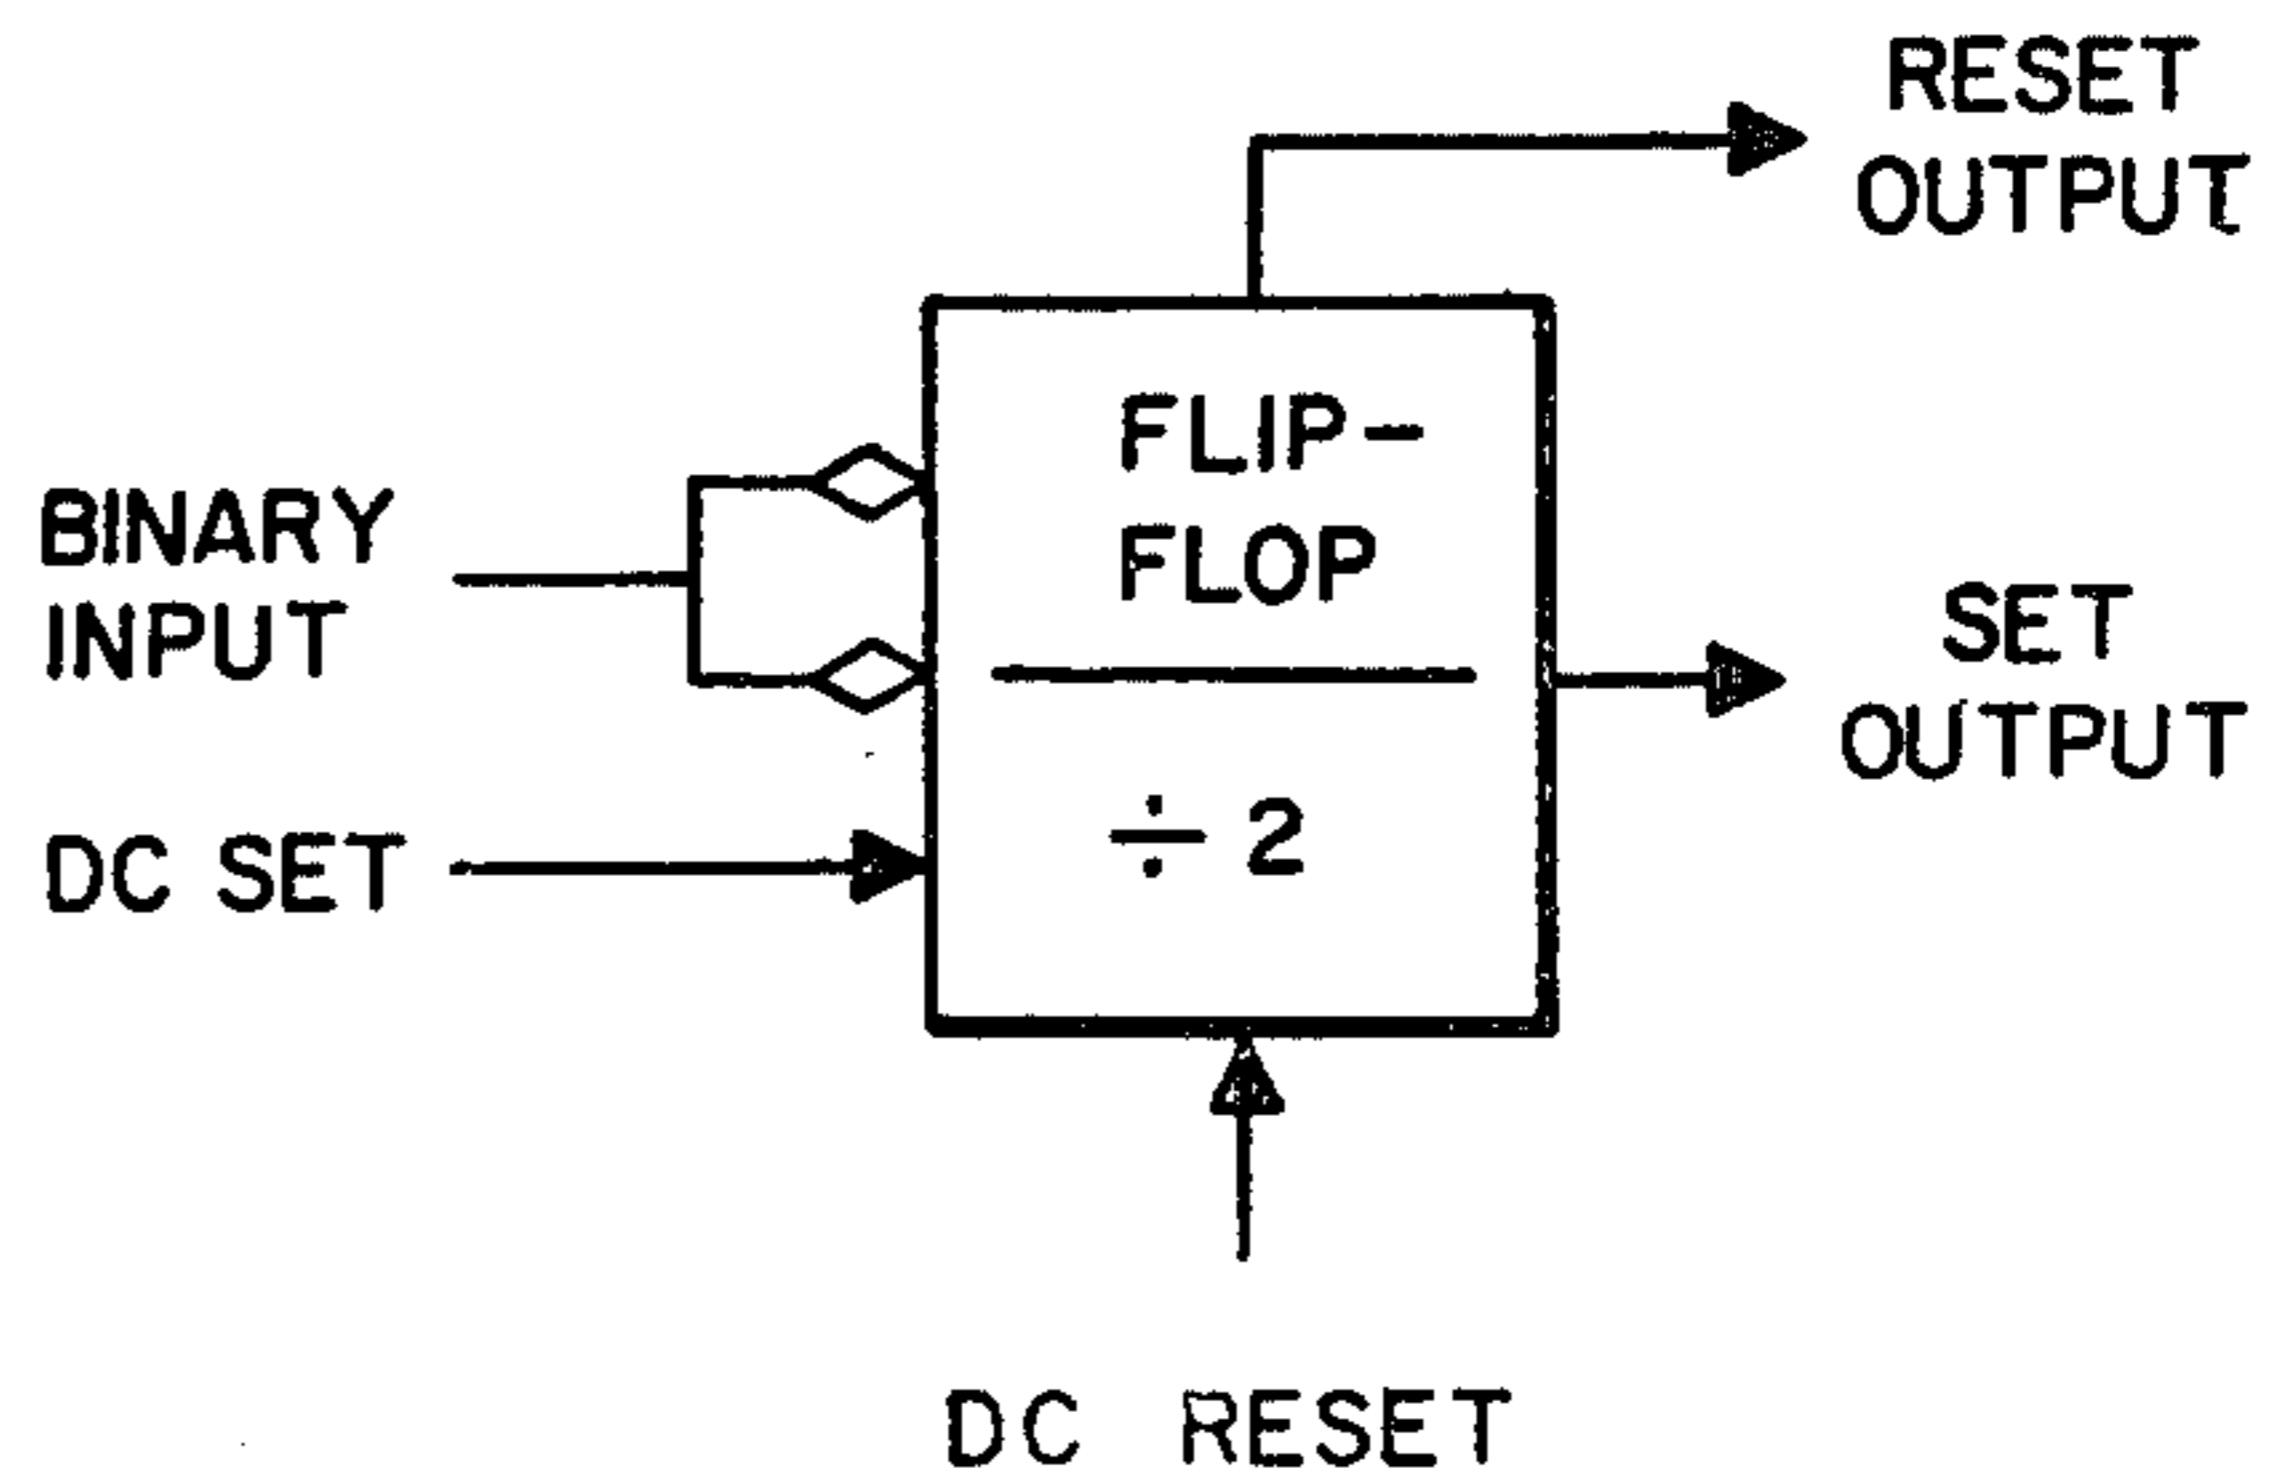 RESET
OUTPUT
FLIP-
FLOP
÷ 2
BINARY
INPUT
SET
OUTPUT
DC SET
DC RESET